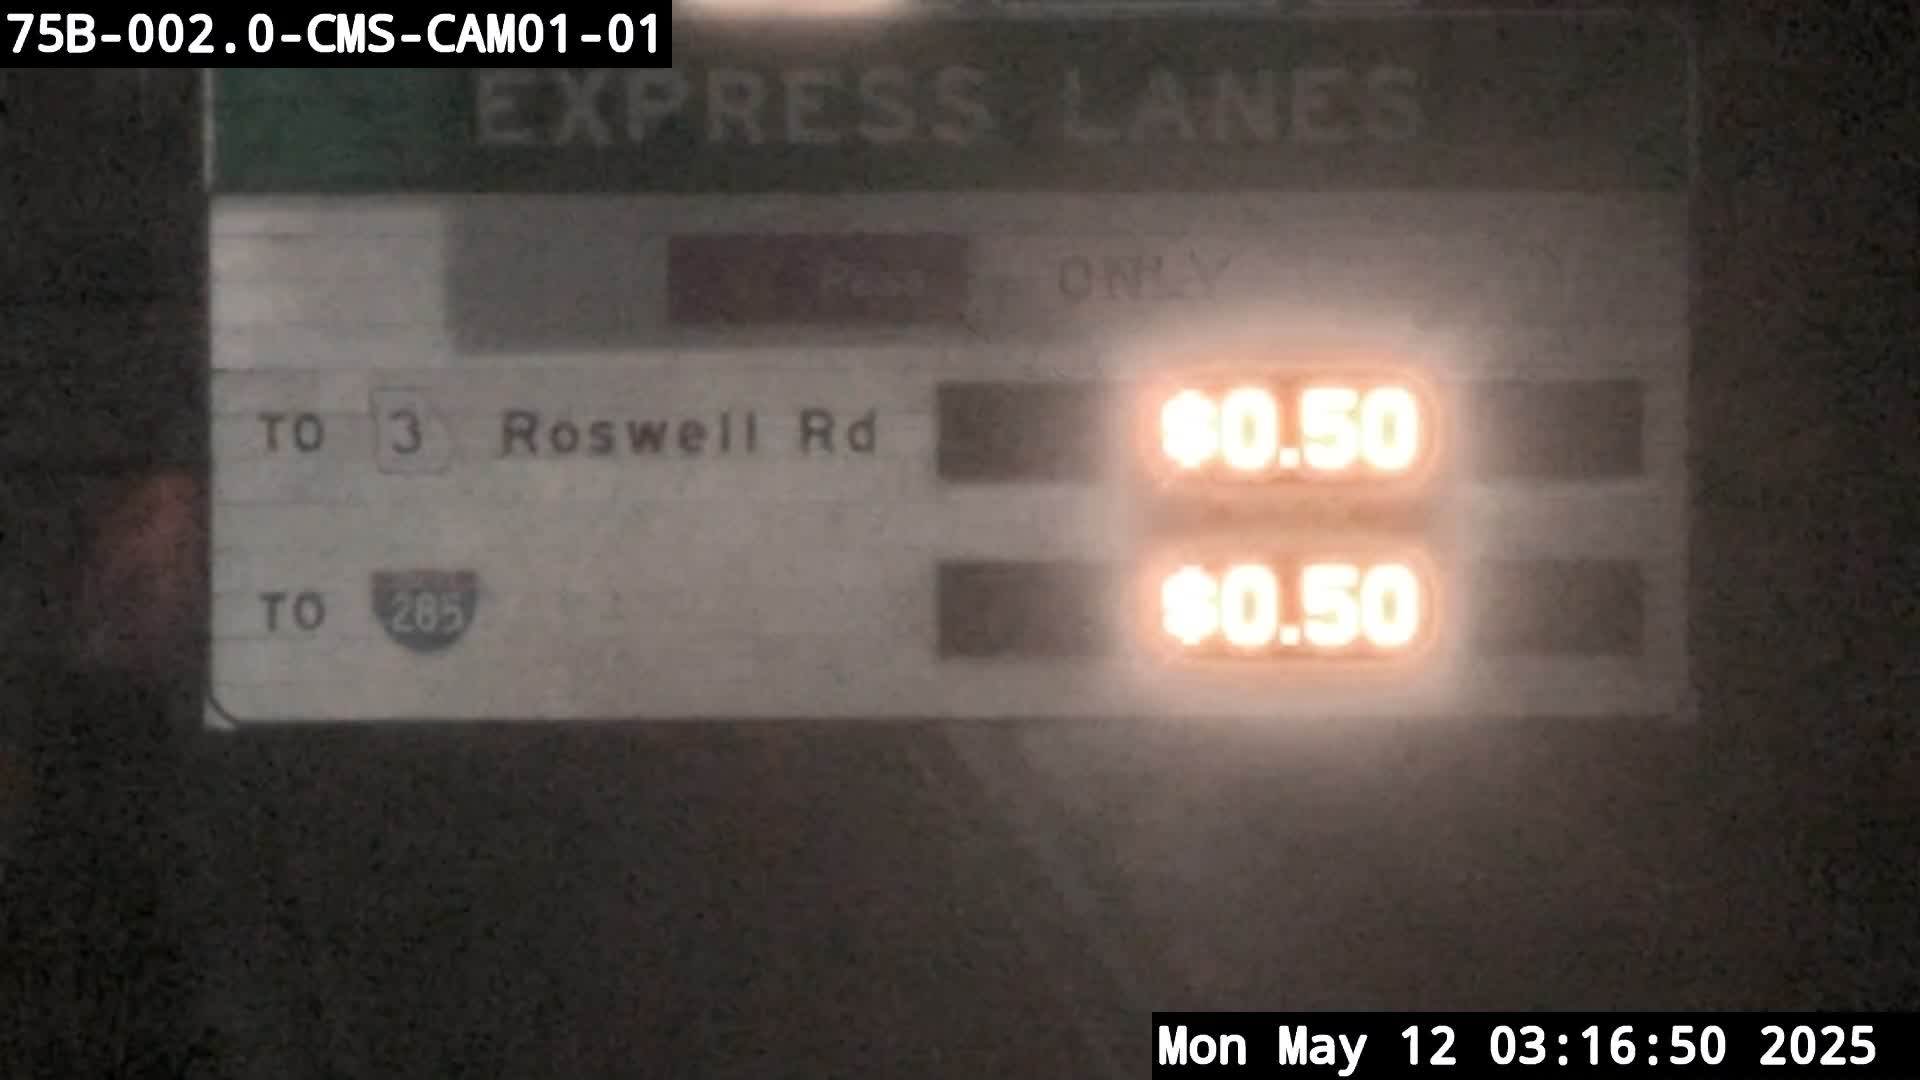 75B-002.0-CMS-CAM01-01
EXPRESS LANES
Pass ONLY
TO 3 Roswell Rd $0.50
TO 285 $0.50
Mon May 12 03:16:50 2025